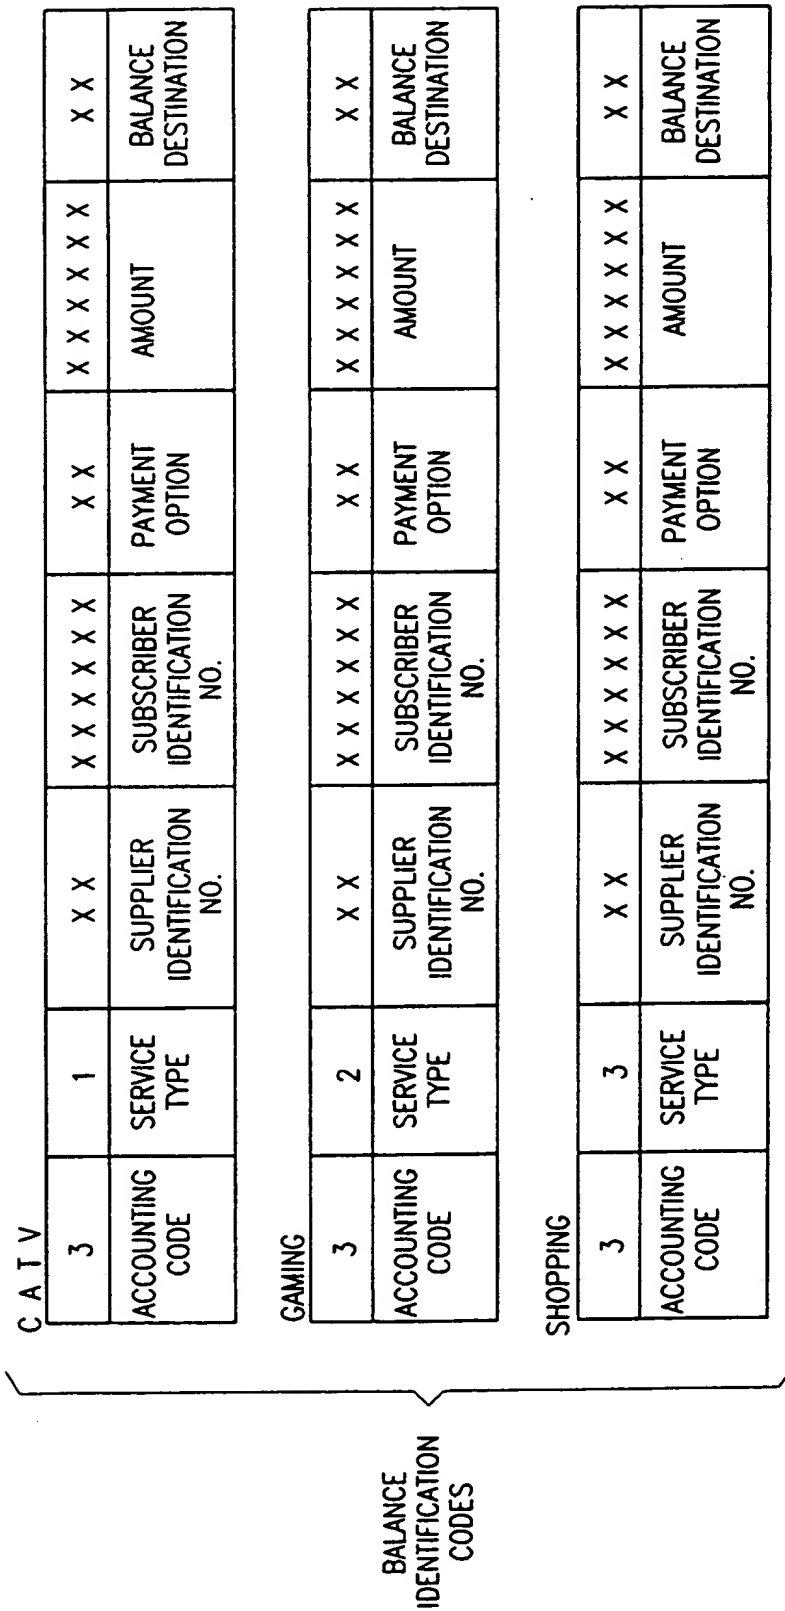 BALANCE
IDENTIFICATION
CODES
C A T V
3 1 X X X X X X X X X X X X X X X X X X
ACCOUNTING CODE SERVICE TYPE SUPPLIER IDENTIFICATION NO. SUBSCRIBER IDENTIFICATION NO. PAYMENT OPTION AMOUNT BALANCE DESTINATION
GAMING
3 2 X X X X X X X X X X X X X X X X X X
ACCOUNTING CODE SERVICE TYPE SUPPLIER IDENTIFICATION NO. SUBSCRIBER IDENTIFICATION NO. PAYMENT OPTION AMOUNT BALANCE DESTINATION
SHOPPING
3 3 X X X X X X X X X X X X X X X X X X
ACCOUNTING CODE SERVICE TYPE SUPPLIER IDENTIFICATION NO. SUBSCRIBER IDENTIFICATION NO. PAYMENT OPTION AMOUNT BALANCE DESTINATION